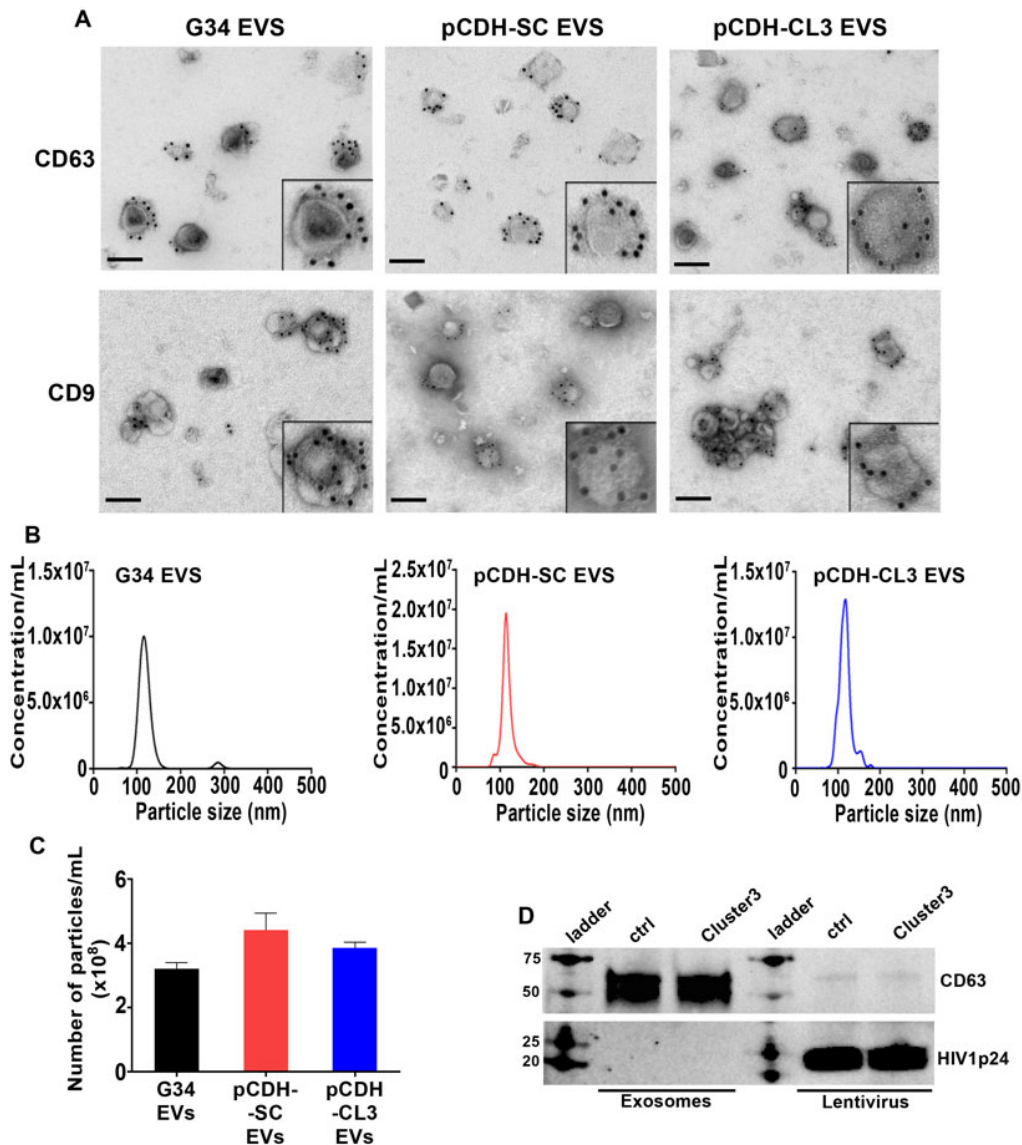 A
G34 EVS
pCDH-SC EVS
pCDH-CL3 EVS
CD63
CD9
B
Concentration/mL
1.5x10⁷
1.0x10⁷
5.0x10⁶
0
G34 EVS
0 100 200 300 400 500
Particle size (nm)
Concentration/mL
2.5x10⁷
2.0x10⁷
1.5x10⁷
1.0x10⁷
5.0x10⁶
0
pCDH-SC EVS
0 100 200 300 400 500
Particle size (nm)
Concentration/mL
1.5x10⁷
1.0x10⁷
5.0x10⁶
0
pCDH-CL3 EVS
0 100 200 300 400 500
Particle size (nm)
C
Number of particles/mL
(x10⁸)
6
4
2
0
G34
EVs
pCDH-
-SC
EVs
pCDH
-CL3
EVs
D
ladder
ctrl
Cluster3
ladder
ctrl
Cluster3
75
50
CD63
25
20
HIV1p24
Exosomes
Lentivirus